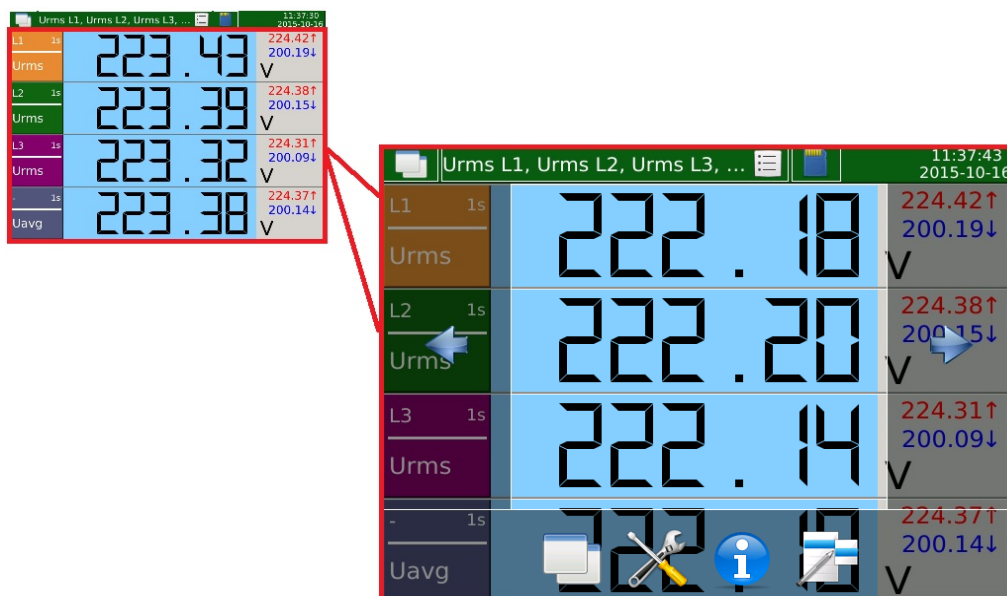 Urms L1, Urms L2, Urms L3, ... 11:37:30
2015-10-16
L1 1s 223.43 224.42↑
200.19↓
Urms V
L2 1s 223.39 224.38↑
200.15↓
Urms V
L3 1s 223.32 224.31↑
200.09↓
Urms V
- 1s 223.38 224.37↑
200.14↓
Uavg V
Urms L1, Urms L2, Urms L3, ... 11:37:43
2015-10-16
L1 1s 222.18 224.42↑
200.19↓
Urms V
L2 1s 222.20 224.38↑
200.15↓
Urms V
L3 1s 222.14 224.31↑
200.09↓
Urms V
- 1s 224.37↑
200.14↓
Uavg V